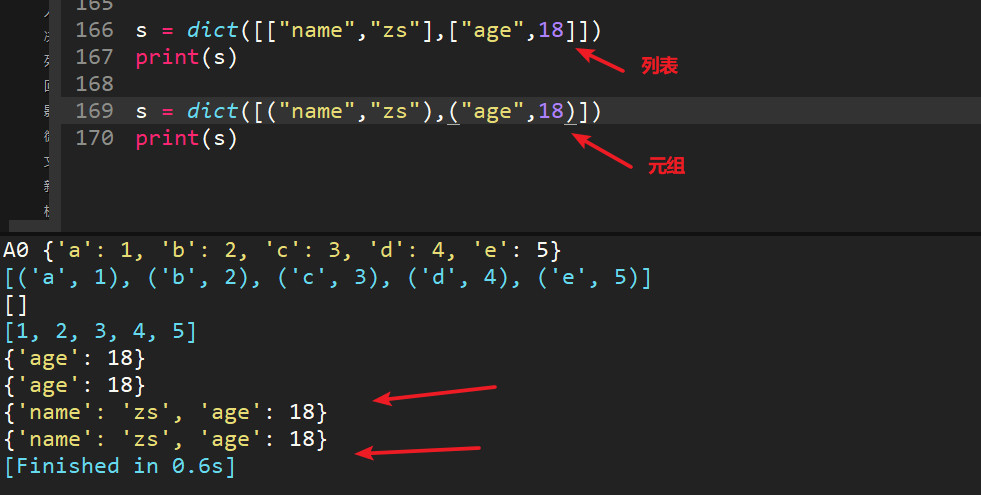 165
166 s = dict([["name","zs"],["age",18]])
167 print(s)
列表
168
169 s = dict([("name","zs"),("age",18)])
170 print(s)
元组
A0 {'a': 1, 'b': 2, 'c': 3, 'd': 4, 'e': 5}
[('a', 1), ('b', 2), ('c', 3), ('d', 4), ('e', 5)]
[]
[1, 2, 3, 4, 5]
{'age': 18}
{'age': 18}
{'name': 'zs', 'age': 18}
{'name': 'zs', 'age': 18}
[Finished in 0.6s]